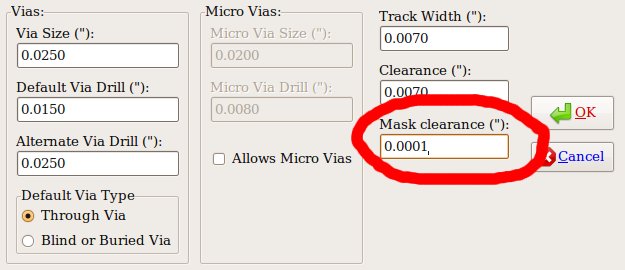 Vias:
Via Size ("):
0.0250
Default Via Drill ("):
0.0150
Alternate Via Drill ("):
0.0250
Default Via Type
Through Via
Blind or Buried Via
Micro Vias:
Micro Via Size ("):
0.0200
Micro Via Drill ("):
0.0080
Allows Micro Vias
Track Width ("):
0.0070
Clearance ("):
0.0070
Mask clearance ("):
0.0001
OK
Cancel